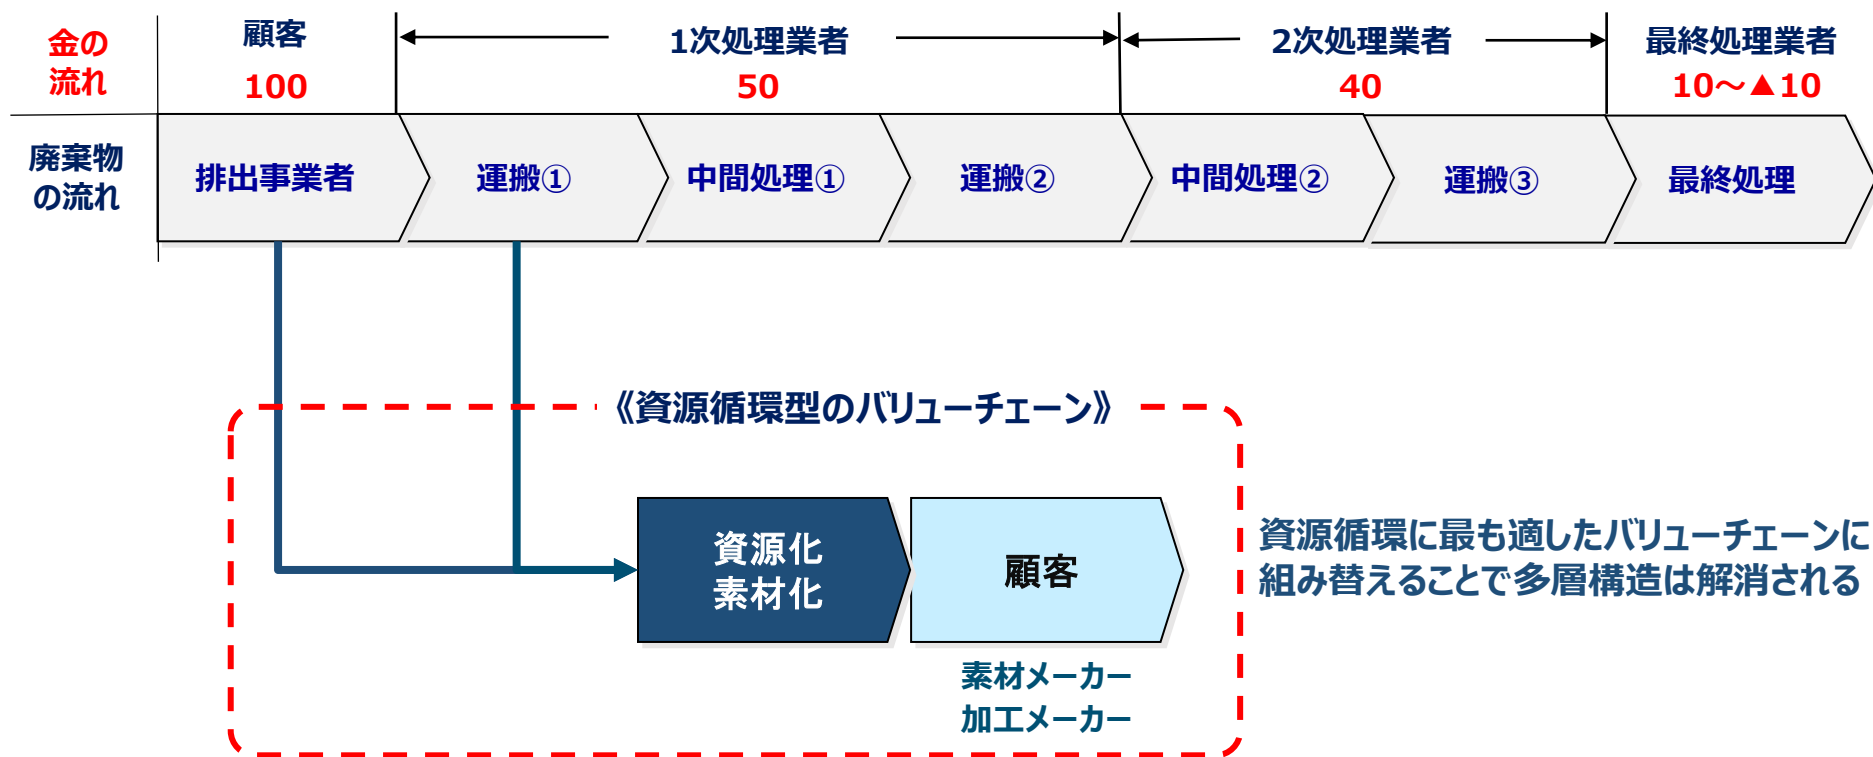 金の
流れ
顧客
100
1次処理業者
50
2次処理業者
40
最終処理業者
10～▲10
廃棄物
の流れ
排出事業者
運搬①
中間処理①
運搬②
中間処理②
運搬③
最終処理
《資源循環型のバリューチェーン》
資源化
素材化
顧客
素材メーカー
加工メーカー
資源循環に最も適したバリューチェーンに
組み替えることで多層構造は解消される